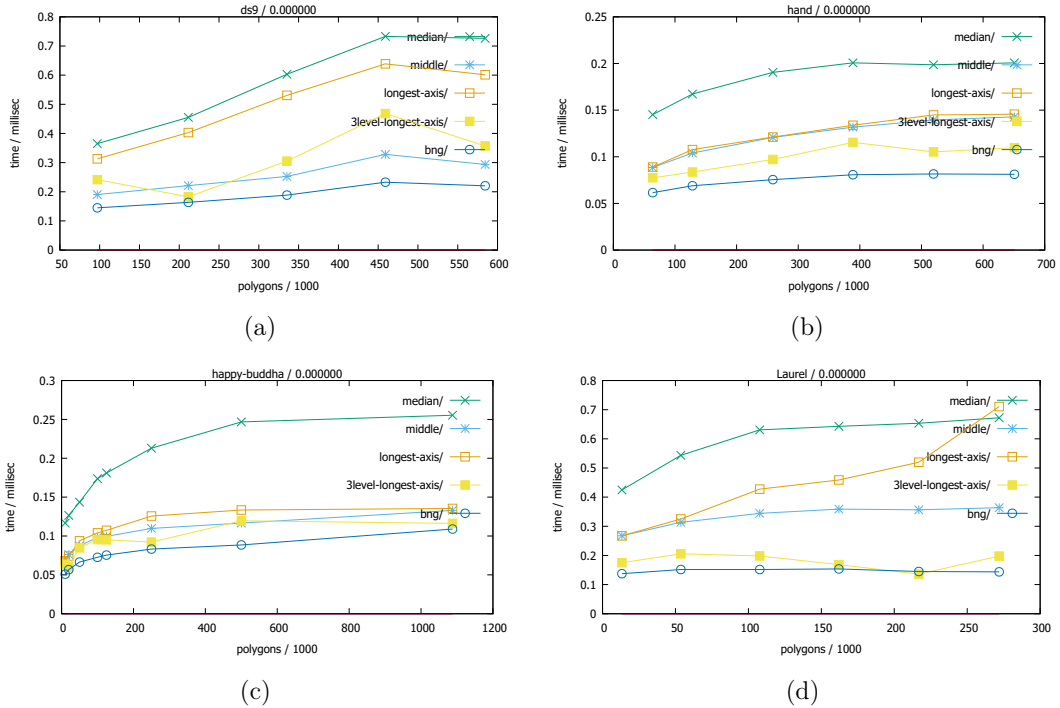 ds9 / 0.000000
0.8
0.7
0.6
0.5
0.4
0.3
0.2
0.1
0
time / millisec
median/
middle/
longest-axis/
3level-longest-axis/
bng/
50 100 150 200 250 300 350 400 450 500 550 600
polygons / 1000
(a)
hand / 0.000000
0.25
0.2
0.15
0.1
0.05
0
time / millisec
median/
middle/
longest-axis/
3level-longest-axis/
bng/
0 100 200 300 400 500 600 700
polygons / 1000
(b)
happy-buddha / 0.000000
0.3
0.25
0.2
0.15
0.1
0.05
0
time / millisec
median/
middle/
longest-axis/
3level-longest-axis/
bng/
0 200 400 600 800 1000 1200
polygons / 1000
(c)
Laurel / 0.000000
0.8
0.7
0.6
0.5
0.4
0.3
0.2
0.1
0
time / millisec
median/
middle/
longest-axis/
3level-longest-axis/
bng/
0 50 100 150 200 250 300
polygons / 1000
(d)